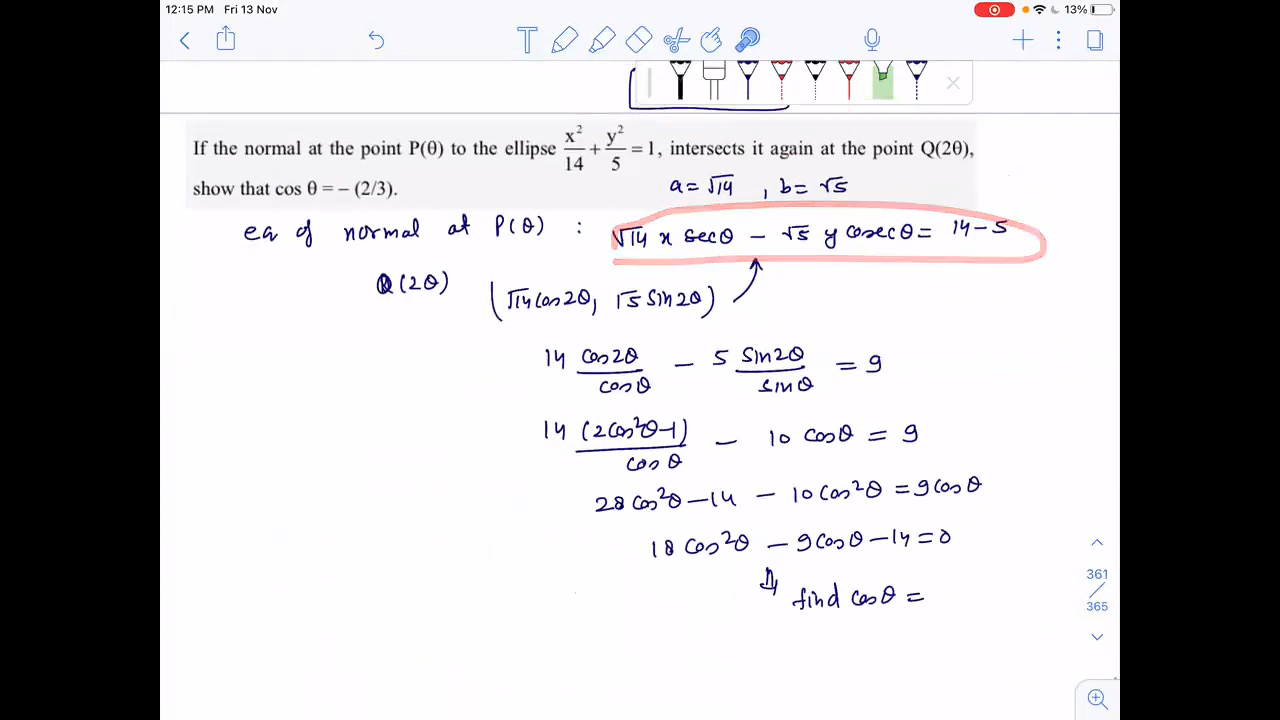 12:15 PM Fri 13 Nov
13%
T
If the normal at the point P(θ) to the ellipse x²/14 + y²/5 = 1, intersects it again at the point Q(2θ),
show that cos θ = – (2/3).
a = √14 , b = √5
eq of normal at P(θ) : √14 x secθ – √5 y cosecθ = 14 – 5
Q(2θ) (√14 cos2θ, √5 sin2θ)
14 cos2θ/cosθ – 5 sin2θ/sinθ = 9
14 (2cos²θ-1)/cosθ – 10 cosθ = 9
28 cos²θ – 14 – 10 cos²θ = 9 cosθ
18 cos²θ – 9 cosθ – 14 = 0
find cosθ =
361
/
365